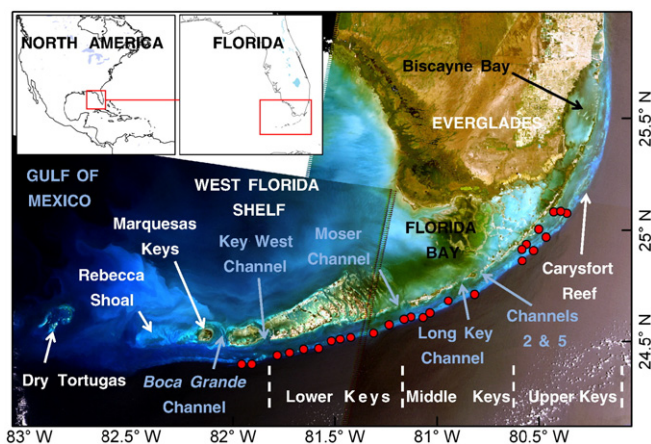 NORTH AMERICA
FLORIDA
Biscayne Bay
EVERGLADES
GULF OF
MEXICO
WEST FLORIDA
SHELF
Marquesas
Keys
Key West
Channel
Moser
Channel
FLORIDA
BAY
Rebecca
Shoal
Carysfort
Reef
Channels
2 & 5
Long Key
Channel
Dry Tortugas
Boca Grande
Channel
Lower Keys
Middle Keys
Upper Keys
25.5° N
25° N
24.5° N
83° W
82.5° W
82° W
81.5° W
81° W
80.5° W